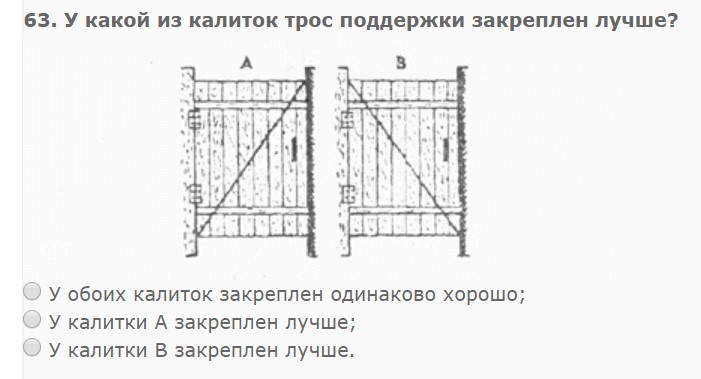 63. У какой из калиток трос поддержки закреплен лучше?
A B
У обоих калиток закреплен одинаково хорошо;
У калитки А закреплен лучше;
У калитки В закреплен лучше.